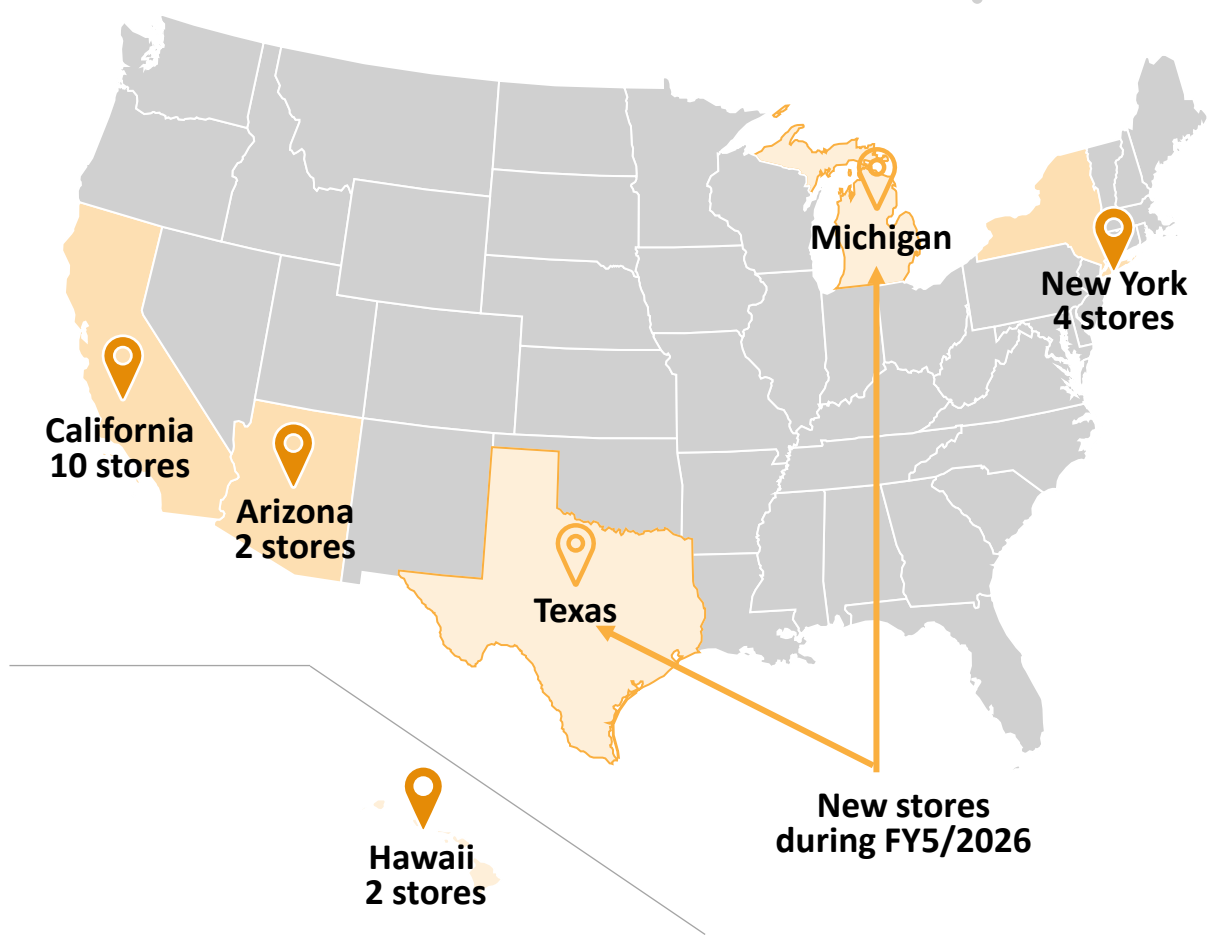 Michigan
New York
4 stores
California
10 stores
Arizona
2 stores
Texas
New stores
during FY5/2026
Hawaii
2 stores